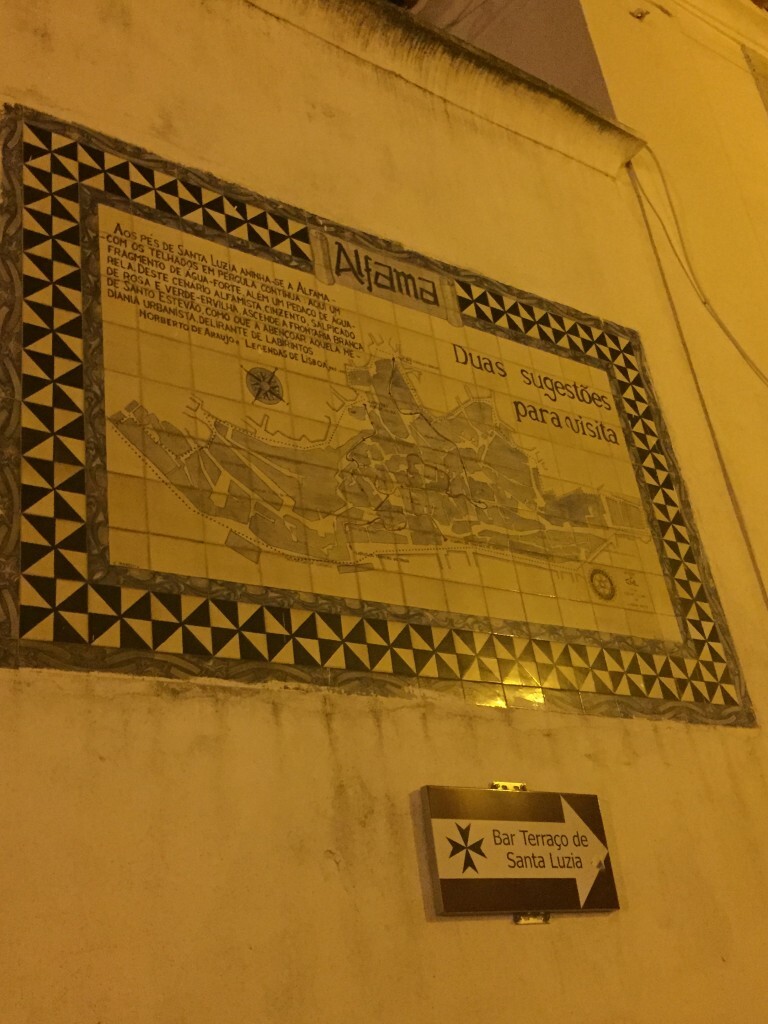 Alfama
AOS PÉS DE SANTA LUZIA ANINHA-SE A ALFAMA -
COM OS TELHADOS EM PÉRGULA CONTÍNUA: AQUI UM
FRAGMENTO DE ÁGUA-FORTE, ALÉM UM PEDAÇO DE AGUA-
RELA. DESTE CENÁRIO ALFAMISTA CINZENTO, SALPICADO
DE ROSA E VERDE-ERVILHA ASCENDE A FRONTARIA BRANCA
DE SANTO ESTEVÃO, COMO QUE A ABENÇOAR AQUELA ME-
DIANIA URBANISTA, DELIRANTE DE LABIRINTOS
NORBERTO DE ARAUJO LEGENDAS DE LISBOA
Duas sugestões
para visita
Bar Terraço de
Santa Luzia